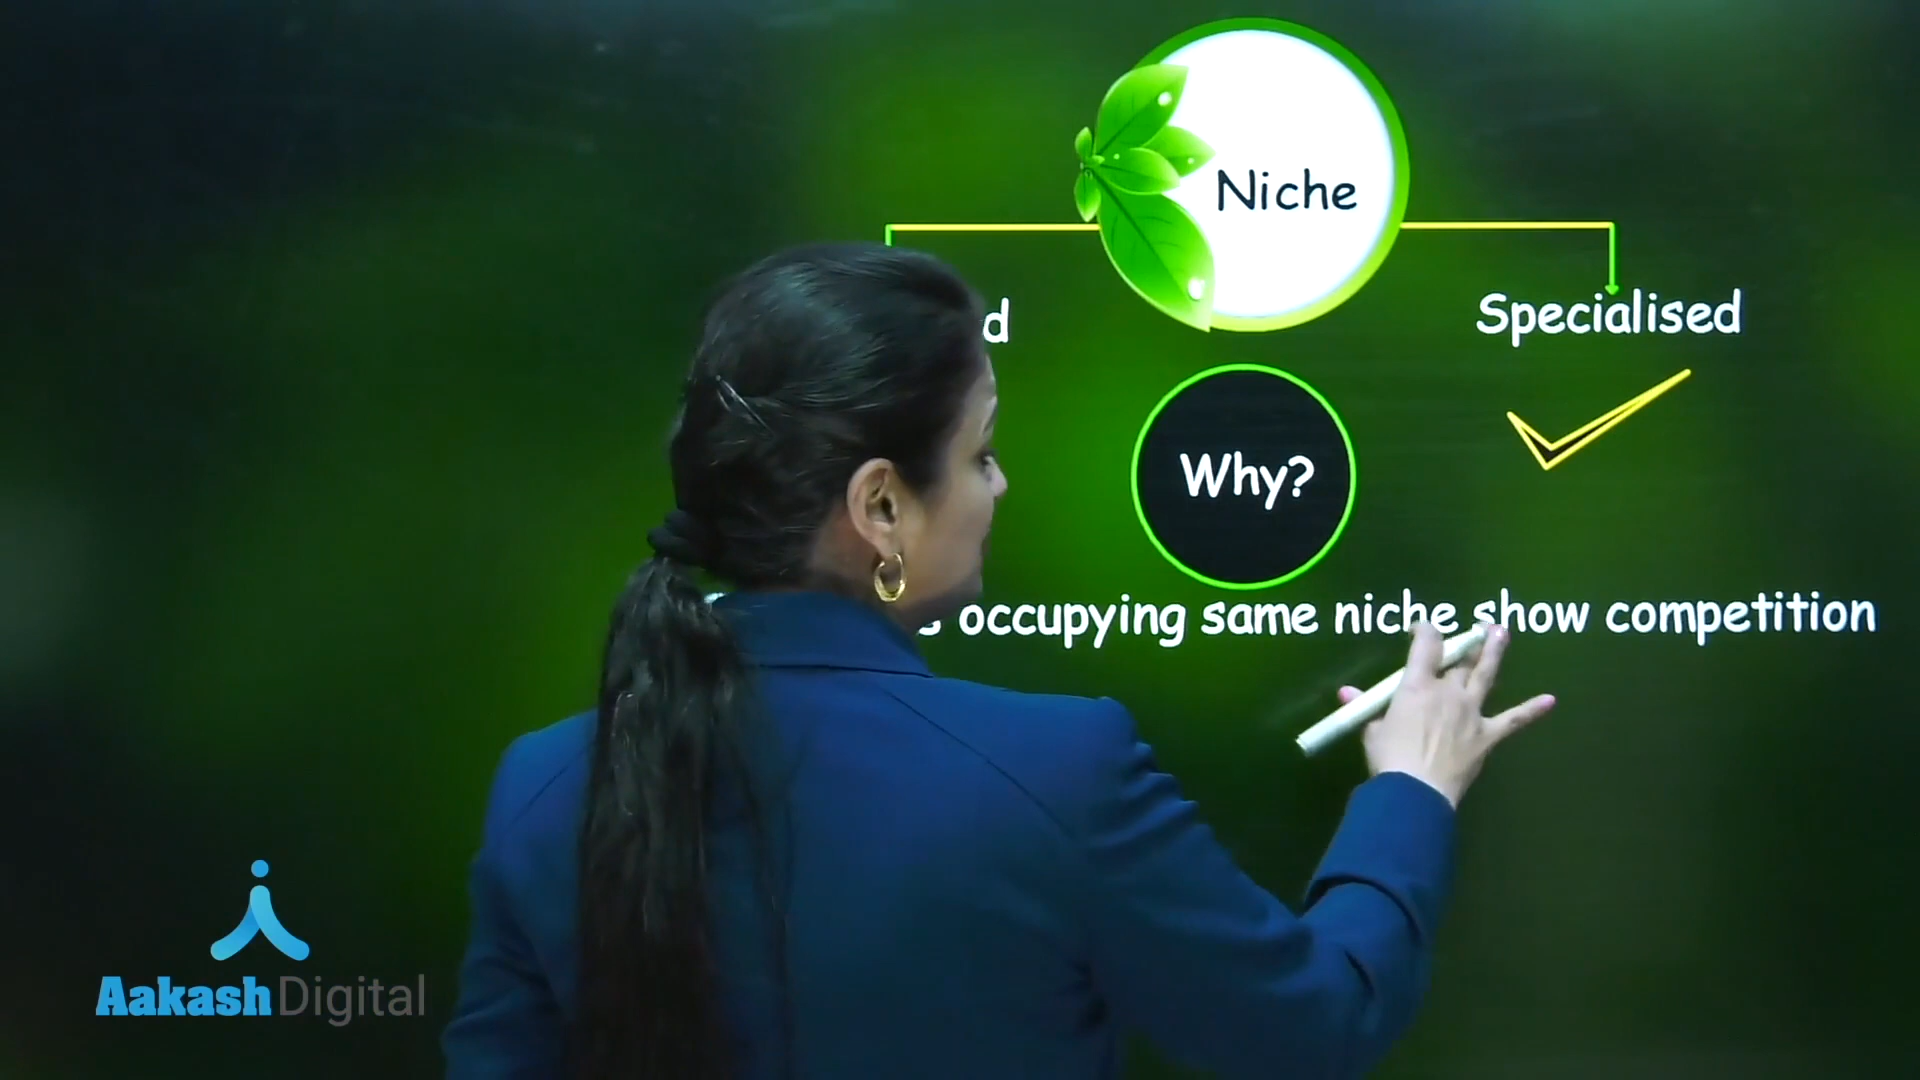 Niche
Specialised
Why?
occupying same niche show competition
Aakash Digital